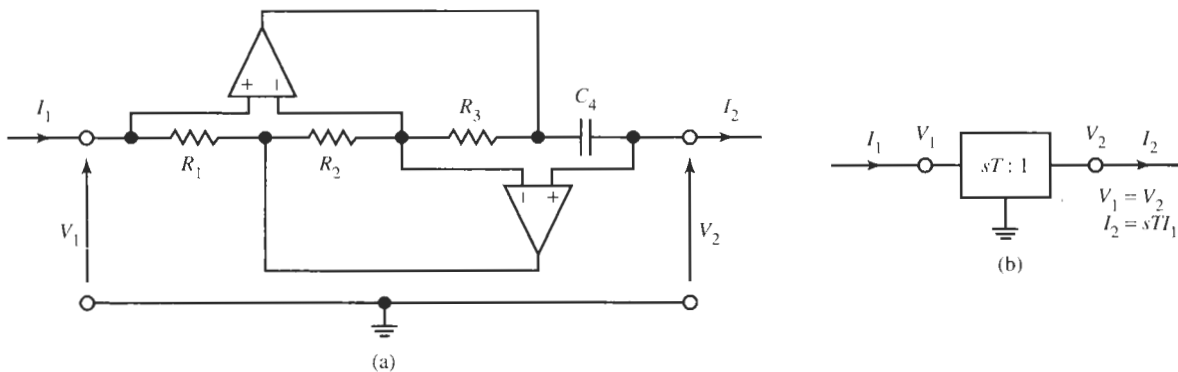 + −
I₁
R₁
R₂
R₃
C₄
I₂
− +
V₁
V₂
(a)
I₁
V₁
sT : 1
V₂
I₂
V₁ = V₂
I₂ = sTI₁
(b)